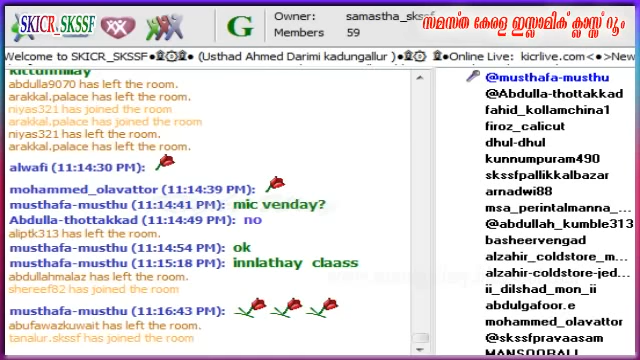 SKICR_SKSSF
G
Owner: samastha_skssf
Members 59
സമസ്ത കേരള ഇസ്ലാമിക് ക്ലാസ്സ് റൂം
Welcome to SKICR_SKSSF●۩۞۩● (Usthad Ahmed Darimi kadungallur )●۩۞۩●Online Live: kicrlive.com<●>New
kittunnillay
abdulla9070 has left the room.
arakkal.palace has left the room.
niyas321 has joined the room
arakkal.palace has joined the room
niyas321 has left the room.
arakkal.palace has left the room.
alwafi (11:14:30 PM):
mohammed_olavattor (11:14:39 PM):
musthafa-musthu (11:14:41 PM): mic venday?
Abdulla-thottakkad (11:14:49 PM): no
aliptk313 has left the room.
musthafa-musthu (11:14:54 PM): ok
musthafa-musthu (11:15:18 PM): innlathay claass
abdullahmalaz has left the room.
shereef82 has joined the room
musthafa-musthu (11:16:43 PM):
abufawazkuwait has left the room.
tanalur.skssf has joined the room
@musthafa-musthu
@Abdulla-thottakkad
fahid_kollamchina1
firoz_calicut
dhul-dhul
kunnumpuram490
skssfpallikkalbazar
arnadwi88
msa_perintalmanna_...
@abdullah_kumble313
basheervengad
alzahir_coldstore_m...
alzahir-coldstore-jed...
ii_dilshad_mon_ii
abdulgafoor.e
mohammed_olavattor
@skssfpravaasam
MANSOORALI